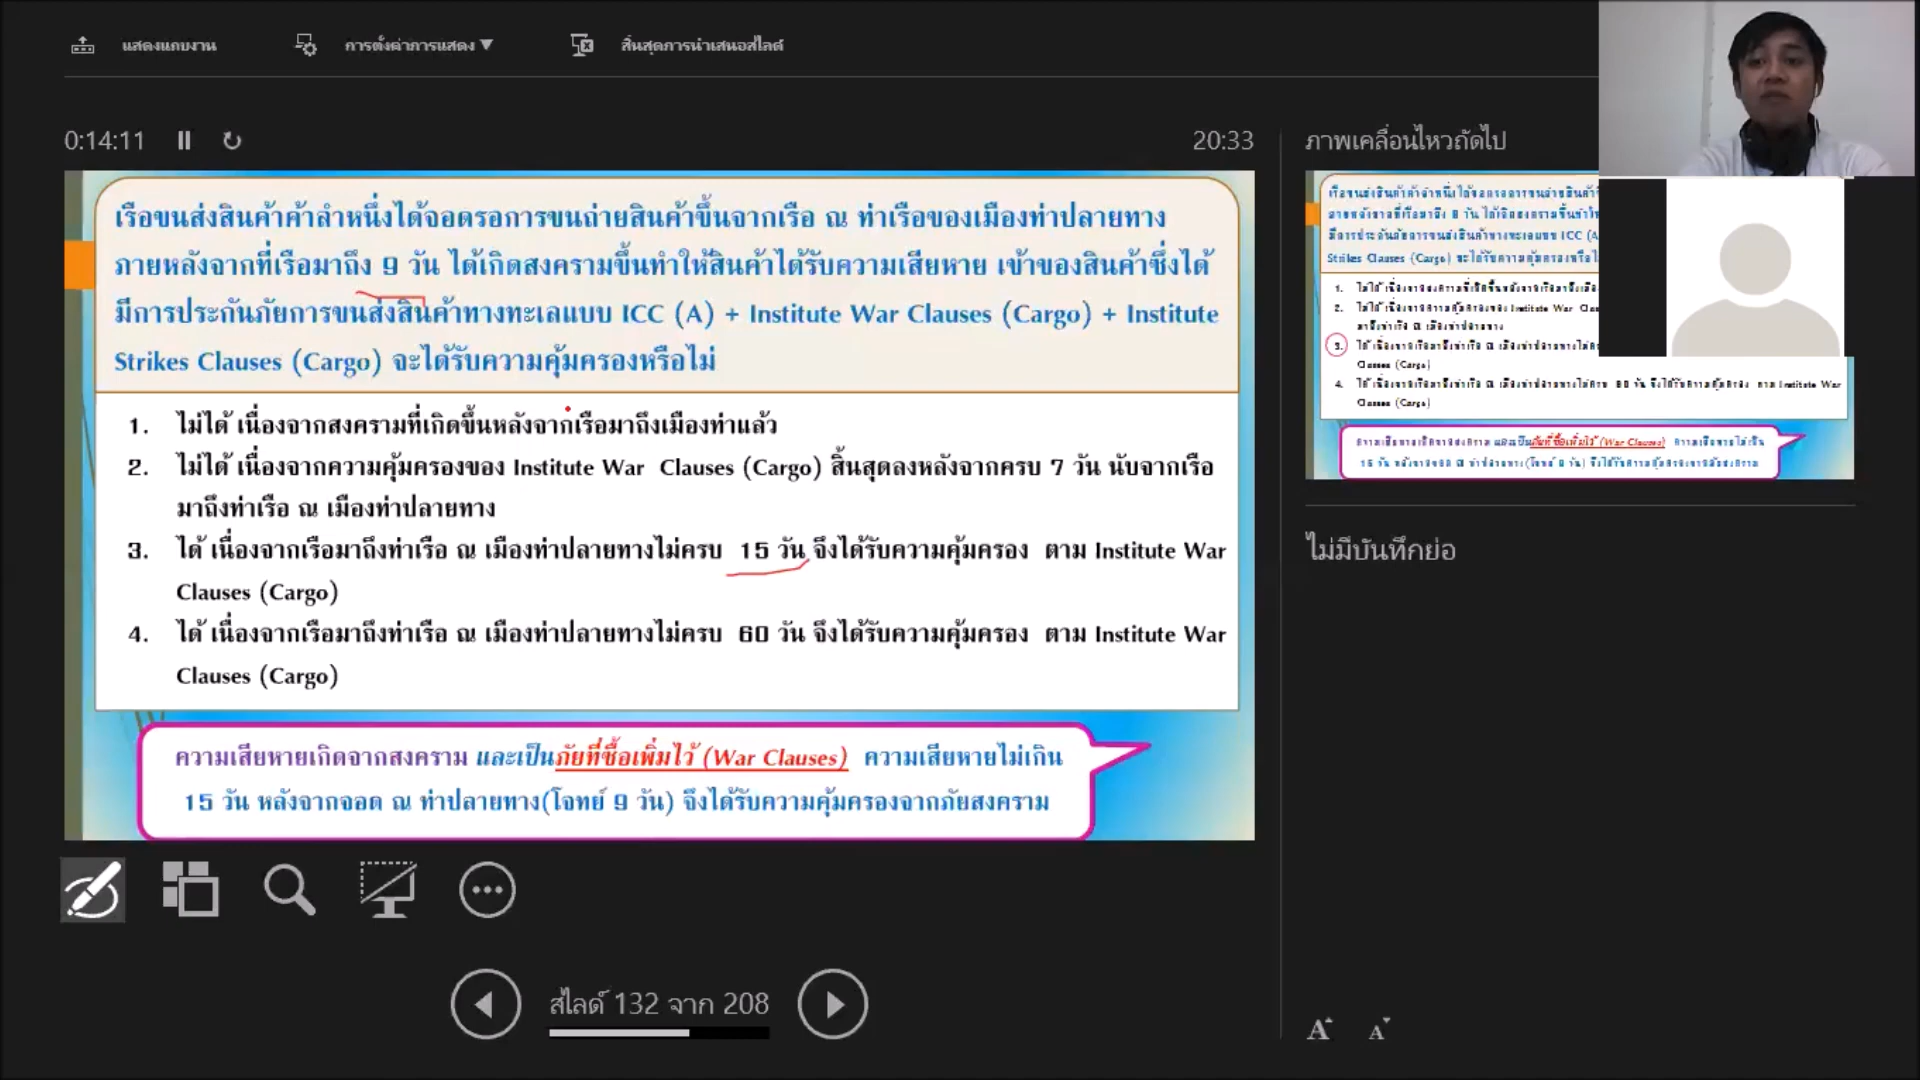 แสดงแถบงาน
การตั้งค่าการแสดง ▼
สิ้นสุดการนำเสนอสไลด์
0:14:11
20:33
ภาพเคลื่อนไหวถัดไป
เรือขนส่งสินค้าค้าลำหนึ่งได้จอดรอการขนถ่ายสินค้าขึ้นจากเรือ ณ ท่าเรือของเมืองท่าปลายทาง
ภายหลังจากที่เรือมาถึง 9 วัน ได้เกิดสงครามขึ้นทำให้สินค้าได้รับความเสียหาย เข้าของสินค้าซึ่งได้
มีการประกันภัยการขนส่งสินค้าทางทะเลแบบ ICC (A) + Institute War Clauses (Cargo) + Institute
Strikes Clauses (Cargo) จะได้รับความคุ้มครองหรือไม่
1. ไม่ได้ เนื่องจากสงครามที่เกิดขึ้นหลังจากเรือมาถึงเมืองท่าแล้ว
2. ไม่ได้ เนื่องจากความคุ้มครองของ Institute War Clauses (Cargo) สิ้นสุดลงหลังจากครบ 7 วัน นับจากเรือ
มาถึงท่าเรือ ณ เมืองท่าปลายทาง
3. ได้ เนื่องจากเรือมาถึงท่าเรือ ณ เมืองท่าปลายทางไม่ครบ 15 วัน จึงได้รับความคุ้มครอง ตาม Institute War
Clauses (Cargo)
4. ได้ เนื่องจากเรือมาถึงท่าเรือ ณ เมืองท่าปลายทางไม่ครบ 60 วัน จึงได้รับความคุ้มครอง ตาม Institute War
Clauses (Cargo)
ความเสียหายเกิดจากสงคราม และเป็นภัยที่ซื้อเพิ่มไว้ (War Clauses) ความเสียหายไม่เกิน
15 วัน หลังจากจอด ณ ท่าปลายทาง(โจทย์ 9 วัน) จึงได้รับความคุ้มครองจากภัยสงคราม
ไม่มีบันทึกย่อ
สไลด์ 132 จาก 208
A A